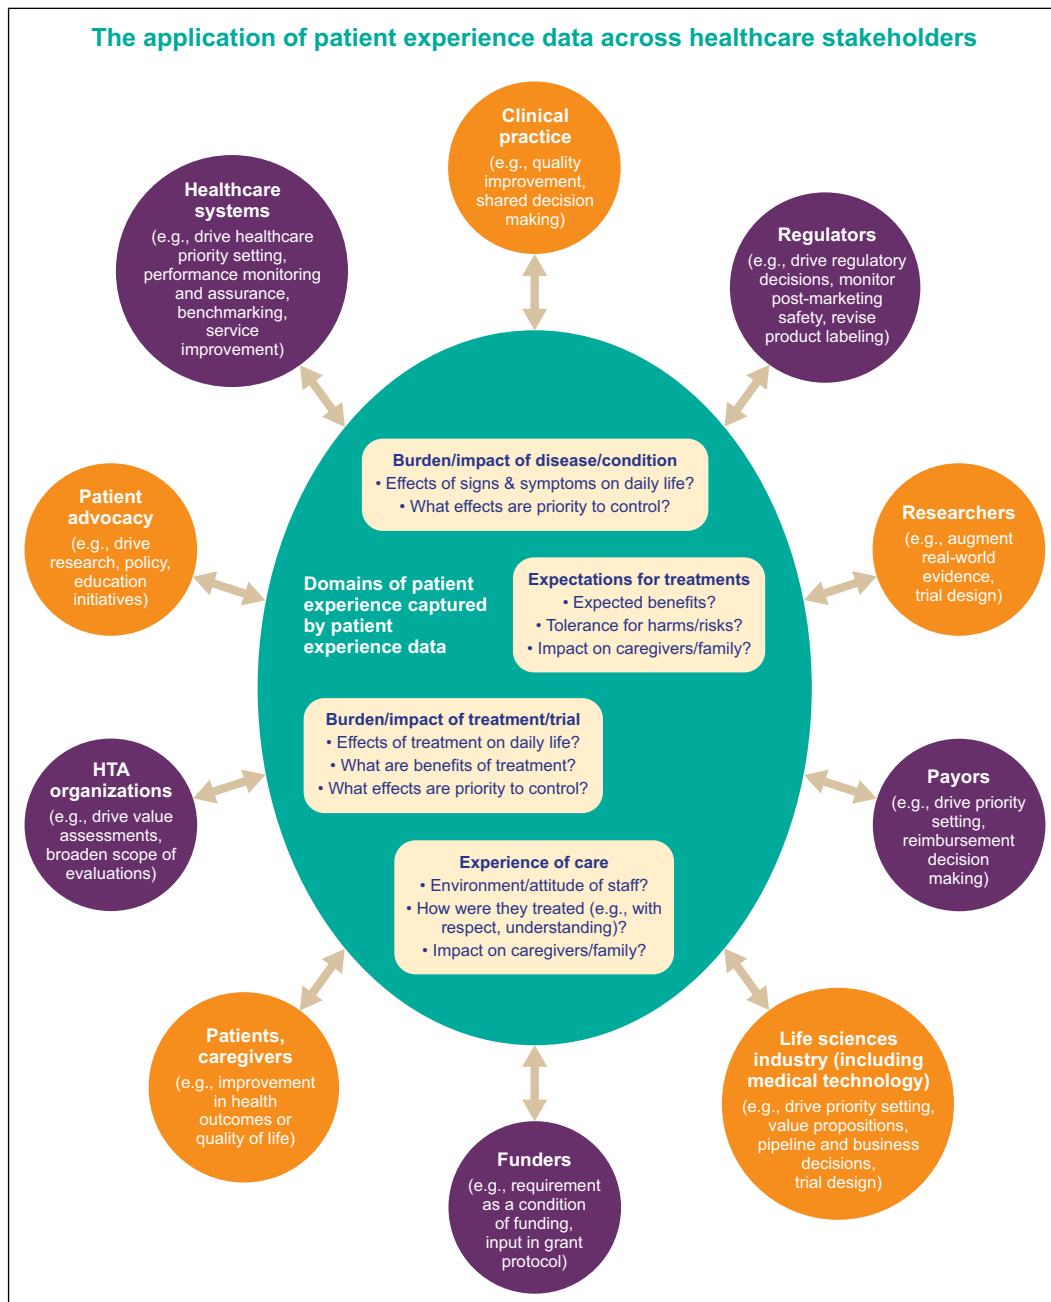 The application of patient experience data across healthcare stakeholders
Clinical
practice
(e.g., quality
improvement,
shared decision
making)
Healthcare
systems
(e.g., drive healthcare
priority setting,
performance monitoring
and assurance,
benchmarking,
service
improvement)
Regulators
(e.g., drive regulatory
decisions, monitor
post-marketing
safety, revise
product labeling)
Burden/impact of disease/condition
• Effects of signs & symptoms on daily life?
• What effects are priority to control?
Patient
advocacy
(e.g., drive
research, policy,
education
initiatives)
Researchers
(e.g., augment
real-world
evidence,
trial design)
Domains of patient
experience captured
by patient
experience data
Expectations for treatments
• Expected benefits?
• Tolerance for harms/risks?
• Impact on caregivers/family?
Burden/impact of treatment/trial
• Effects of treatment on daily life?
• What are benefits of treatment?
• What effects are priority to control?
HTA
organizations
(e.g., drive value
assessments,
broaden scope of
evaluations)
Payors
(e.g., drive priority
setting,
reimbursement
decision
making)
Experience of care
• Environment/attitude of staff?
• How were they treated (e.g., with
respect, understanding)?
• Impact on caregivers/family?
Patients,
caregivers
(e.g., improvement
in health
outcomes or
quality of life)
Life sciences
industry (including
medical technology)
(e.g., drive priority setting,
value propositions,
pipeline and business
decisions,
trial design)
Funders
(e.g., requirement
as a condition
of funding,
input in grant
protocol)